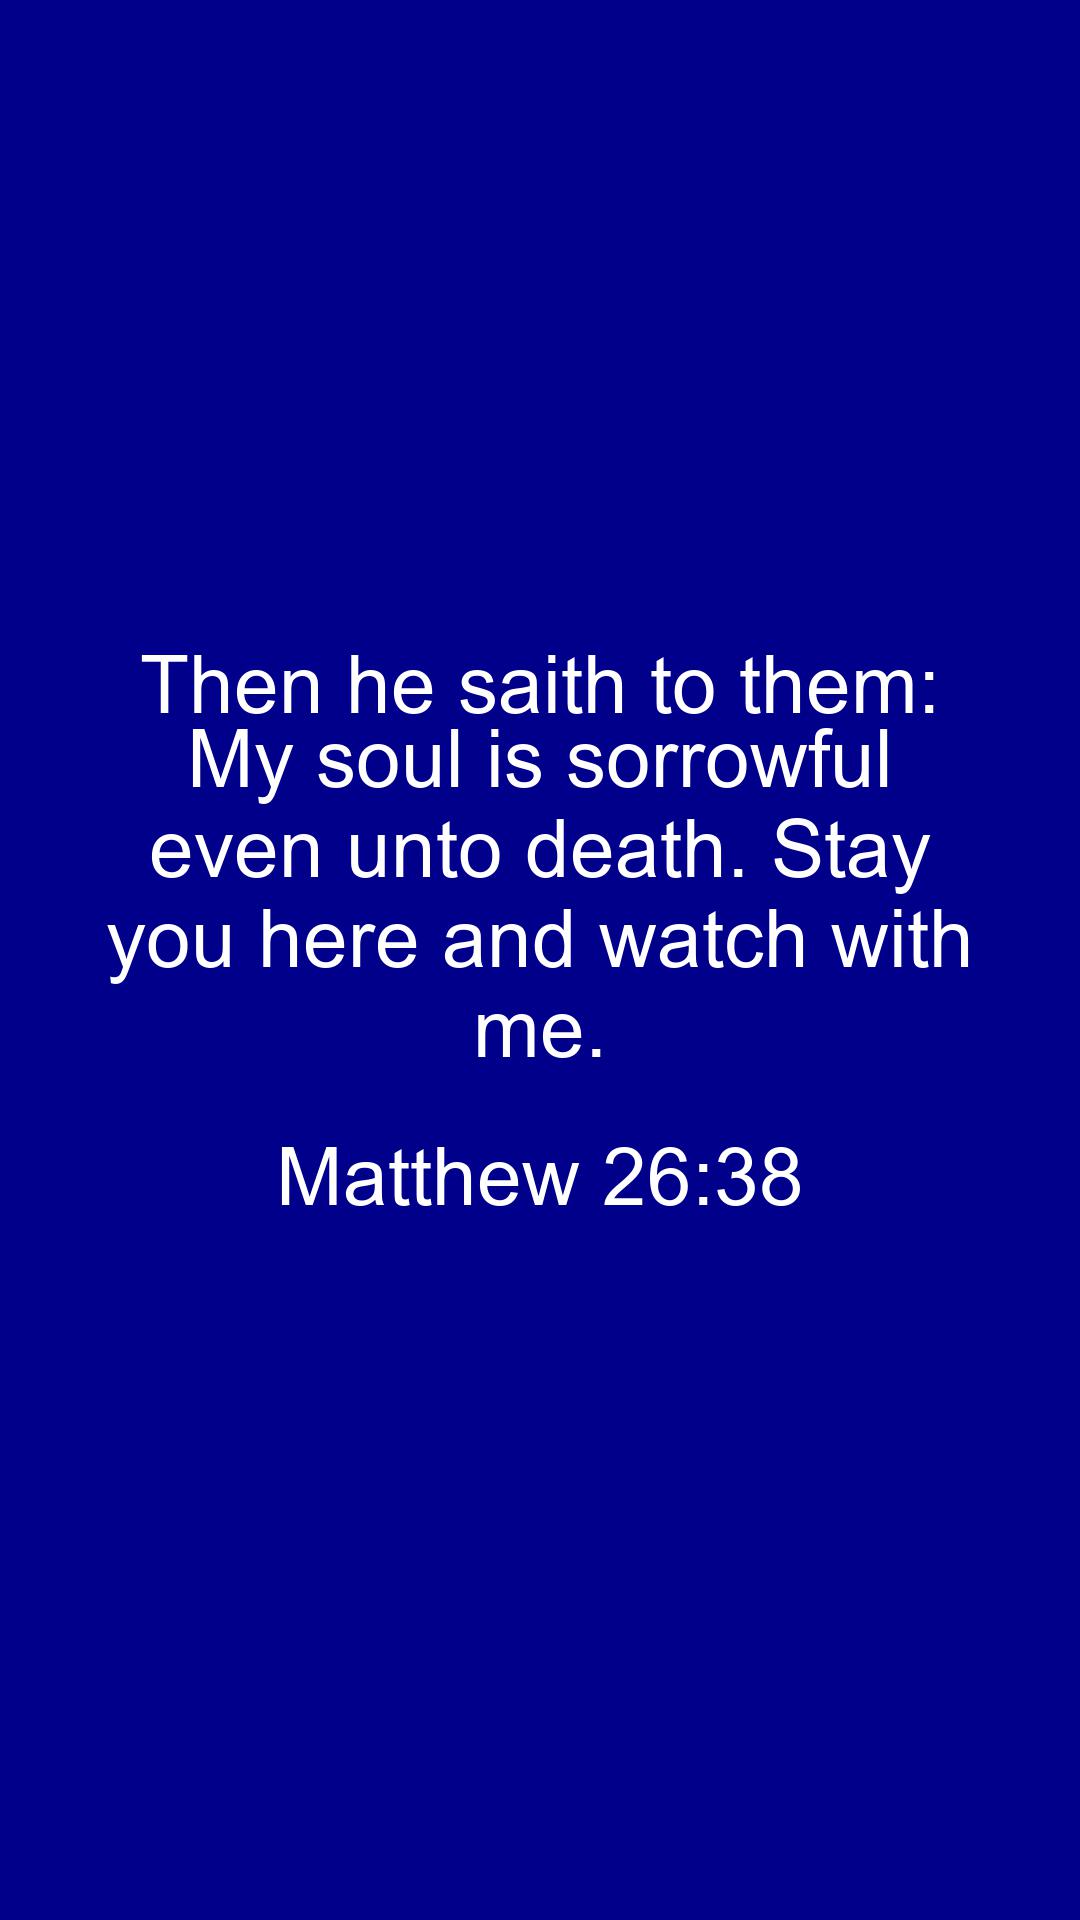 Then he saith to them:
My soul is sorrowful
even unto death. Stay
you here and watch with
me.
Matthew 26:38